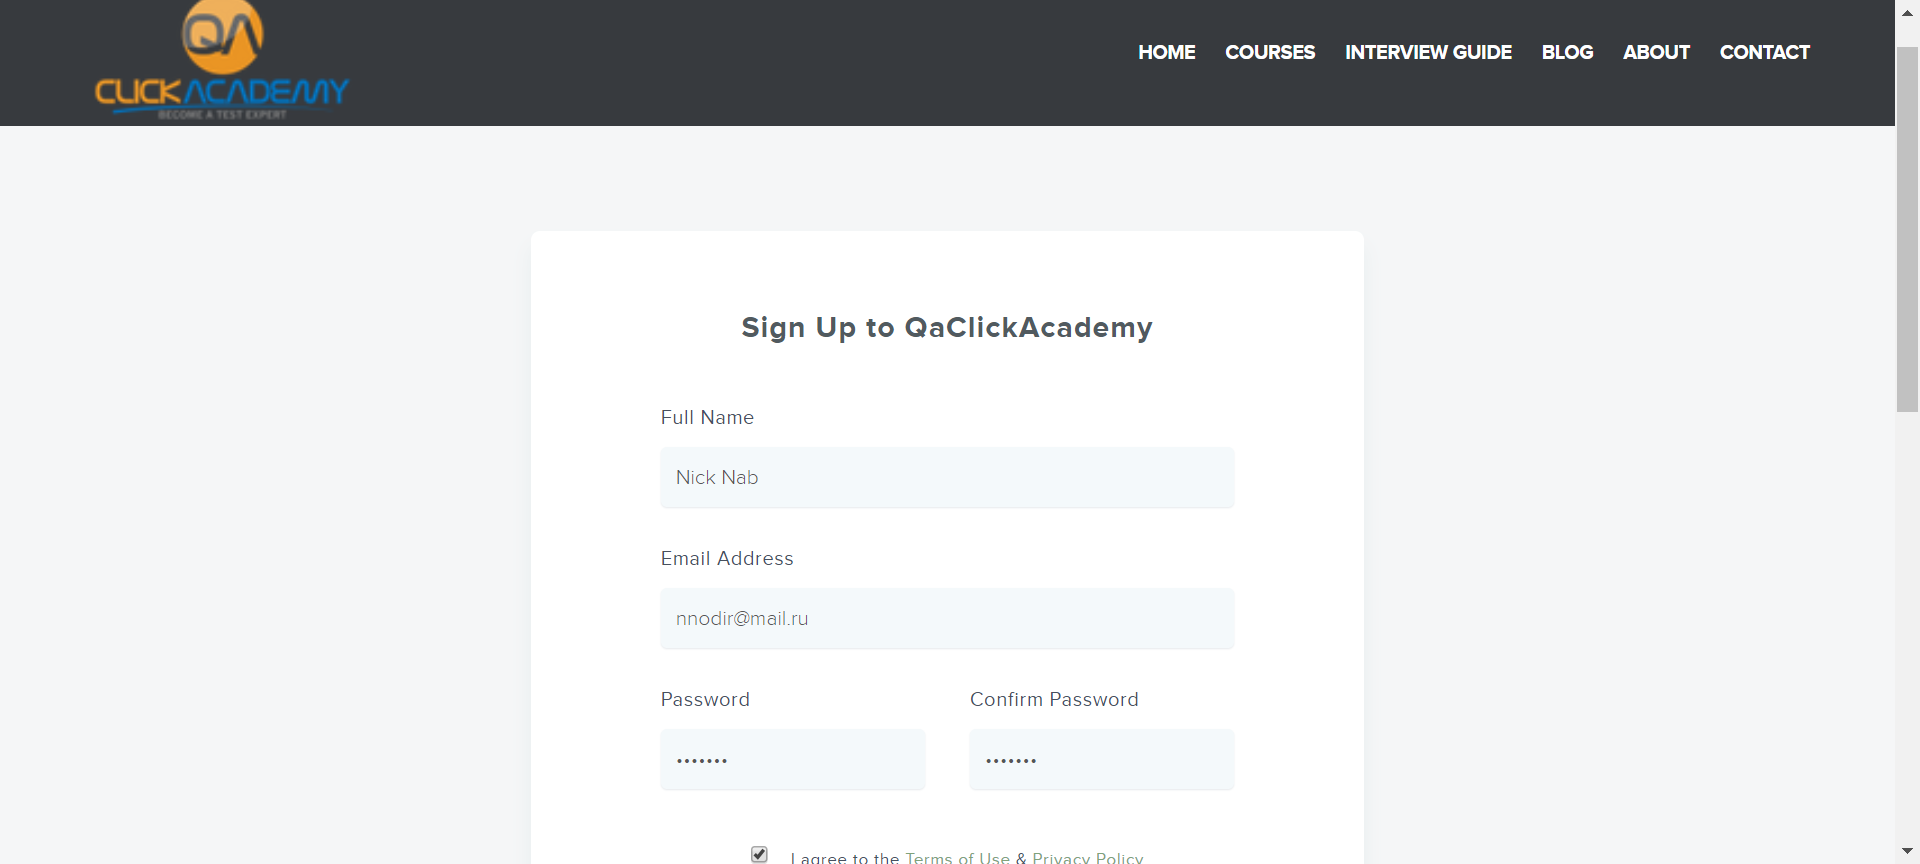 QA
CLICKACADEMY
BECOME A TEST EXPERT
HOME COURSES INTERVIEW GUIDE BLOG ABOUT CONTACT
Sign Up to QaClickAcademy
Full Name
Nick Nab
Email Address
nnodir@mail.ru
Password Confirm Password
••••••• •••••••
I agree to the Terms of Use & Privacy Policy